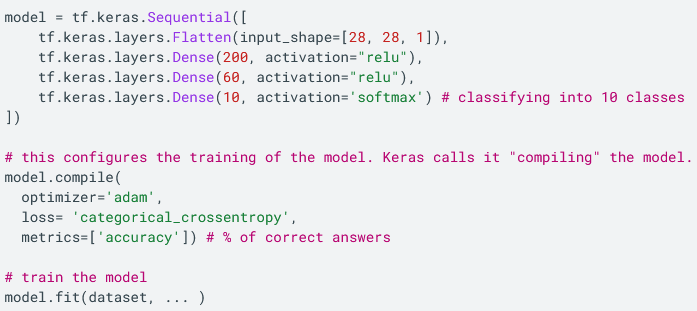 model = tf.keras.Sequential([
    tf.keras.layers.Flatten(input_shape=[28, 28, 1]),
    tf.keras.layers.Dense(200, activation="relu"),
    tf.keras.layers.Dense(60, activation="relu"),
    tf.keras.layers.Dense(10, activation='softmax') # classifying into 10 classes
])

# this configures the training of the model. Keras calls it "compiling" the model.
model.compile(
  optimizer='adam',
  loss= 'categorical_crossentropy',
  metrics=['accuracy']) # % of correct answers

# train the model
model.fit(dataset, ... )